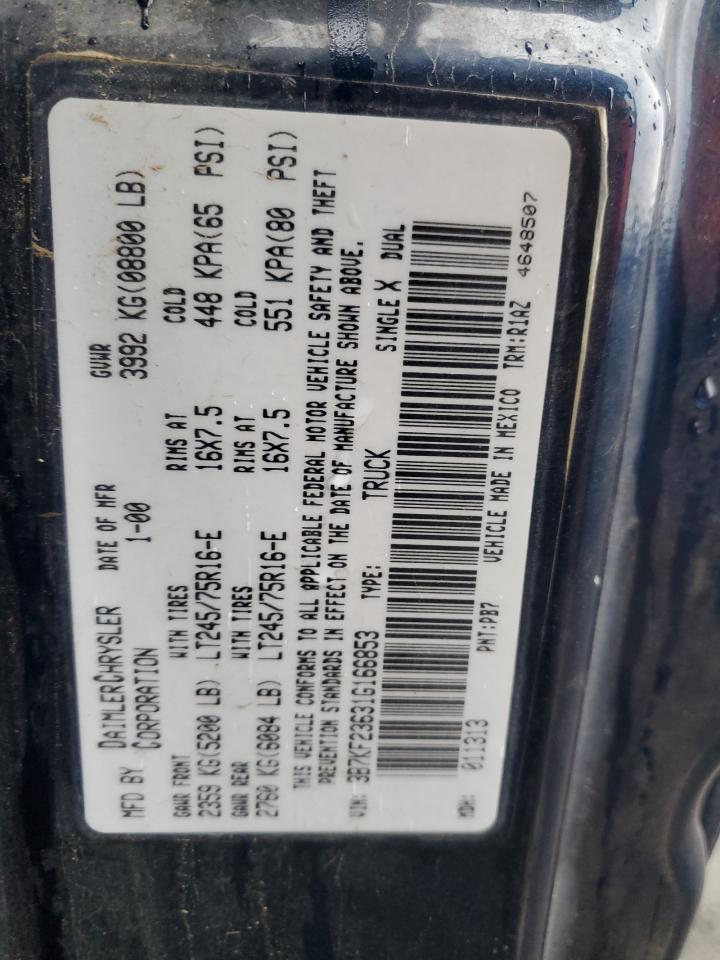 MFD BY DAIMLERCHRYSLER CORPORATION DATE OF MFR 1-00 GVWR 3992 KG(08800 LB)
GAWR FRONT WITH TIRES RIMS AT COLD
2359 KG(5200 LB) LT245/75R16-E 16X7.5 448 KPA(65 PSI)
GAWR REAR WITH TIRES RIMS AT COLD
2760 KG(6084 LB) LT245/75R16-E 16X7.5 551 KPA(80 PSI)
THIS VEHICLE CONFORMS TO ALL APPLICABLE FEDERAL MOTOR VEHICLE SAFETY AND THEFT
PREVENTION STANDARDS IN EFFECT ON THE DATE OF MANUFACTURE SHOWN ABOVE.
VIN: 3B7KF23631G166853 TYPE: TRUCK SINGLE X DUAL
MDH: 011313 PNT:PB7 VEHICLE MADE IN MEXICO TRM:R1AZ 4648507